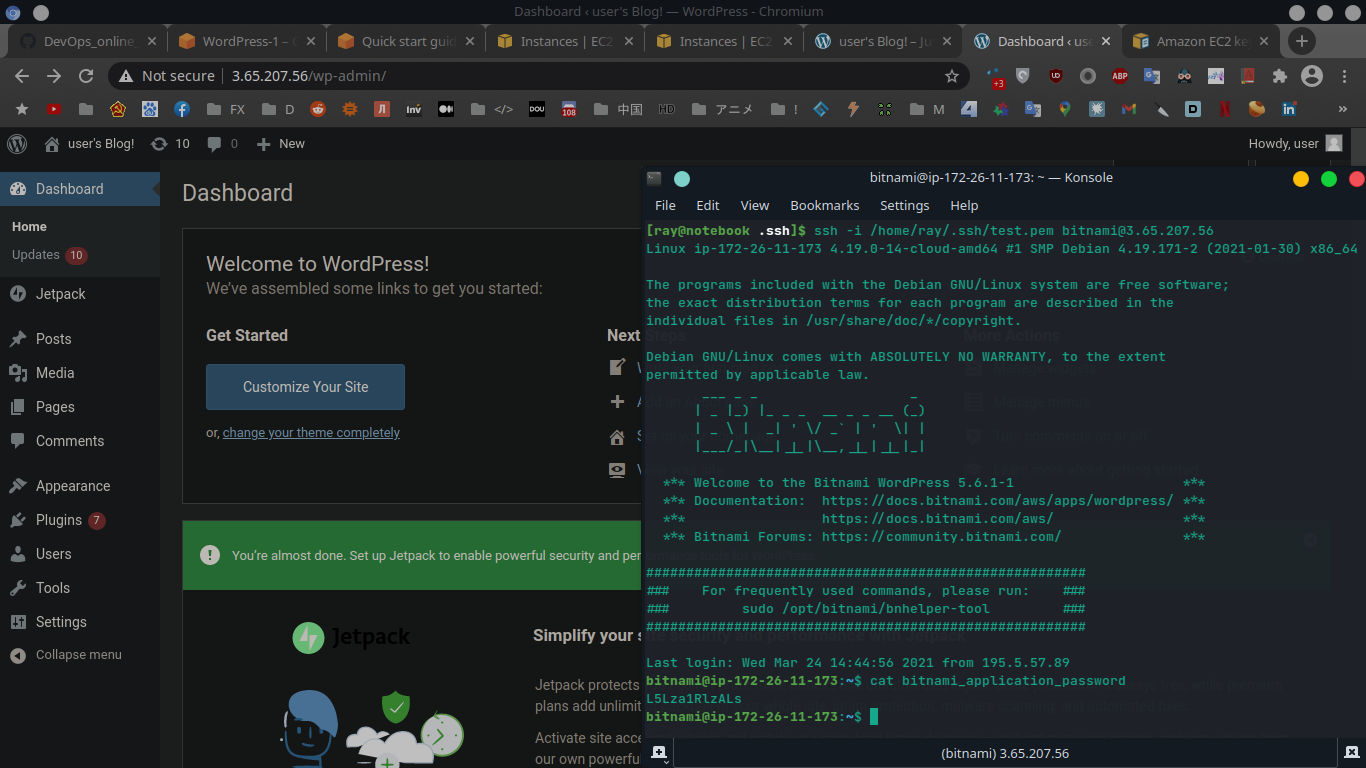 Dashboard ‹ user's Blog! — WordPress - Chromium
DevOps_online
WordPress-1 – C
Quick start guid
Instances | EC2
Instances | EC2
user's Blog! – Ju
Dashboard ‹ use
Amazon EC2 ke
Not secure | 3.65.207.56/wp-admin/
ABP
+3
FX
D
Inv
</>
DOU
108
中国
HD
アニメ
!
M
»
user's Blog!
10
0
New
Howdy, user
Dashboard
Home
Updates 10
Jetpack
Posts
Media
Pages
Comments
Appearance
Plugins 7
Users
Tools
Settings
Collapse menu
Dashboard
Welcome to WordPress!
We've assembled some links to get you started:
Get Started
Customize Your Site
or, change your theme completely
Next Steps
More Actions
You're almost done. Set up Jetpack to enable powerful security and per
Jetpack
Simplify your site security and performance with Jetpack
Jetpack protects
plans add unlimit
Activate site acce
our own powerful
bitnami@ip-172-26-11-173: ~ — Konsole
File Edit View Bookmarks Settings Help
[ray@notebook .ssh]$ ssh -i /home/ray/.ssh/test.pem bitnami@3.65.207.56
Linux ip-172-26-11-173 4.19.0-14-cloud-amd64 #1 SMP Debian 4.19.171-2 (2021-01-30) x86_64
The programs included with the Debian GNU/Linux system are free software;
the exact distribution terms for each program are described in the
individual files in /usr/share/doc/*/copyright.
Debian GNU/Linux comes with ABSOLUTELY NO WARRANTY, to the extent
permitted by applicable law.
*** Welcome to the Bitnami WordPress 5.6.1-1 ***
*** Documentation: https://docs.bitnami.com/aws/apps/wordpress/ ***
*** https://docs.bitnami.com/aws/ ***
*** Bitnami Forums: https://community.bitnami.com/ ***
#######################################################
### For frequently used commands, please run: ###
### sudo /opt/bitnami/bnhelper-tool ###
#######################################################
Last login: Wed Mar 24 14:44:56 2021 from 195.5.57.89
bitnami@ip-172-26-11-173:~$ cat bitnami_application_password
L5Lza1RlzALs
bitnami@ip-172-26-11-173:~$
(bitnami) 3.65.207.56